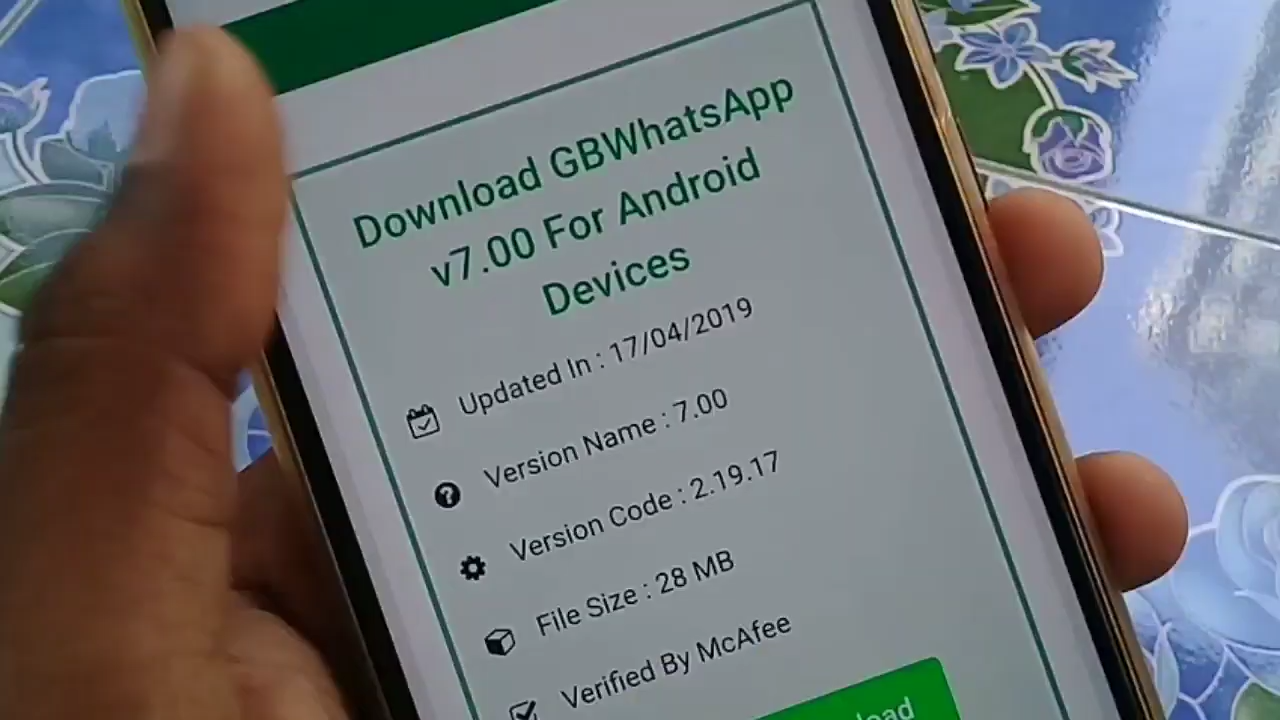 Download GBWhatsApp
v7.00 For Android
Devices
Updated In : 17/04/2019
Version Name : 7.00
Version Code : 2.19.17
File Size : 28 MB
Verified By McAfee